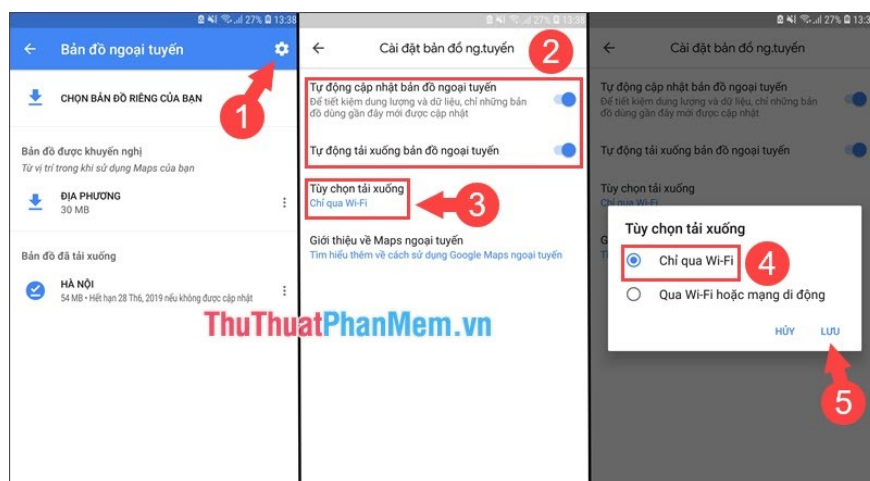 27% 13:38
Bản đồ ngoại tuyến
1
CHỌN BẢN ĐỒ RIÊNG CỦA BẠN
Bản đồ được khuyến nghị
Từ vị trí trong khi sử dụng Maps của bạn
ĐỊA PHƯƠNG
30 MB
Bản đồ đã tải xuống
HÀ NỘI
54 MB • Hết hạn 28 Th6, 2019 nếu không được cập nhật
27% 13:38
Cài đặt bản đồ ng.tuyến
2
Tự động cập nhật bản đồ ngoại tuyến
Để tiết kiệm dung lượng và dữ liệu, chỉ những bản
đồ dùng gần đây mới được cập nhật
Tự động tải xuống bản đồ ngoại tuyến
Tùy chọn tải xuống
Chỉ qua Wi-Fi
3
Giới thiệu về Maps ngoại tuyến
Tìm hiểu thêm về cách sử dụng Google Maps ngoại tuyến
27% 13:3
Cài đặt bản đồ ng.tuyến
Tự động cập nhật bản đồ ngoại tuyến
Để tiết kiệm dung lượng và dữ liệu, chỉ những bản
đồ dùng gần đây mới được cập nhật
Tự động tải xuống bản đồ ngoại tuyến
Tùy chọn tải xuống
Chỉ qua Wi-Fi
G
Tì
Tùy chọn tải xuống
Chỉ qua Wi-Fi
4
Qua Wi-Fi hoặc mạng di động
HỦY LƯU
5
ThuThuatPhanMem.vn